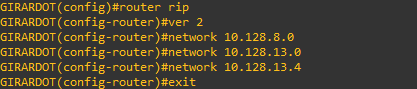 GIRARDOT(config)#router rip
GIRARDOT(config-router)#ver 2
GIRARDOT(config-router)#network 10.128.8.0
GIRARDOT(config-router)#network 10.128.13.0
GIRARDOT(config-router)#network 10.128.13.4
GIRARDOT(config-router)#exit